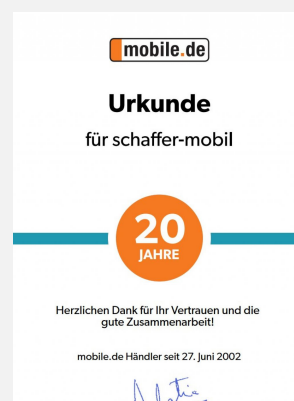 mobile.de
Urkunde
für schaffer-mobil
20
JAHRE
Herzlichen Dank für Ihr Vertrauen und die
gute Zusammenarbeit!
mobile.de Händler seit 27. Juni 2002